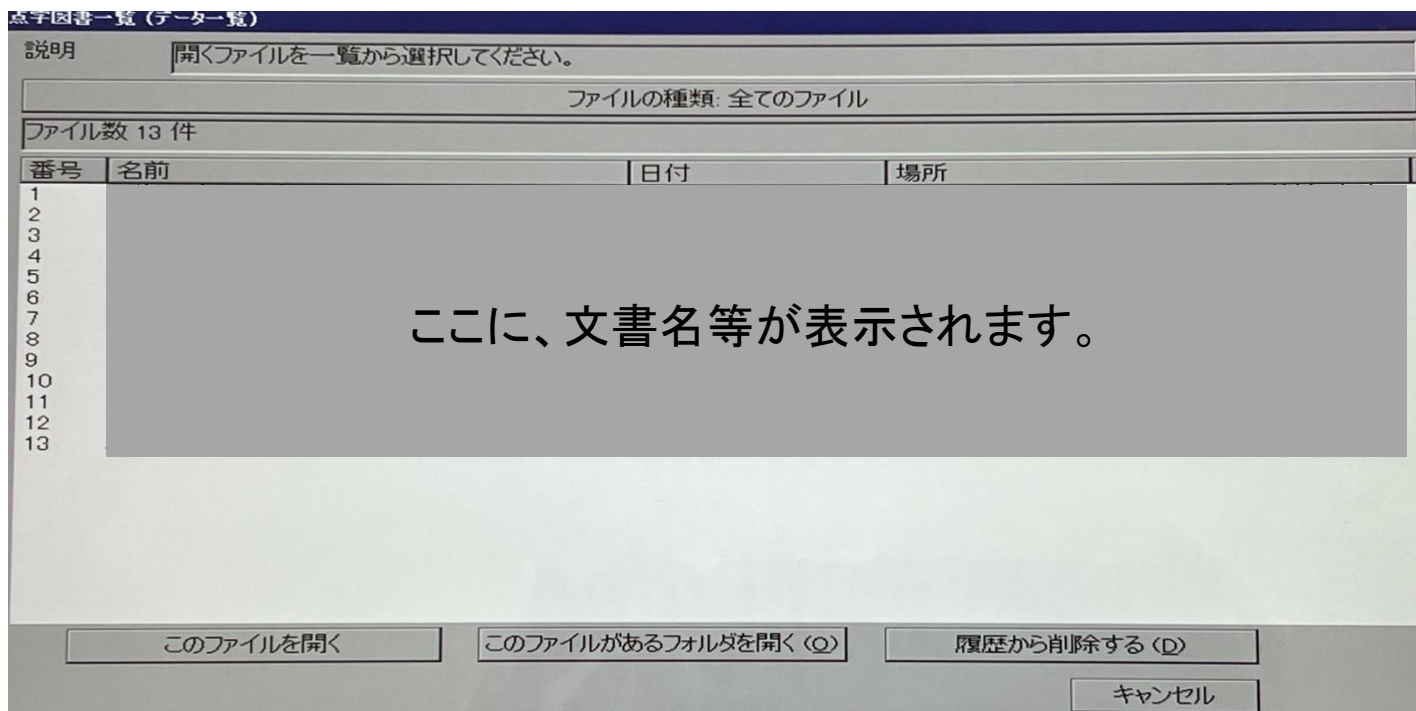 点字図書一覧 (データ一覧)
説明 開くファイルを一覧から選択してください。
ファイルの種類: 全てのファイル
ファイル数 13 件
番号 名前 日付 場所
1
2
3
4
5
6
7
8
9
10
11
12
13
ここに、文書名等が表示されます。
このファイルを開く このファイルがあるフォルダを開く (O) 履歴から削除する (D)
キャンセル